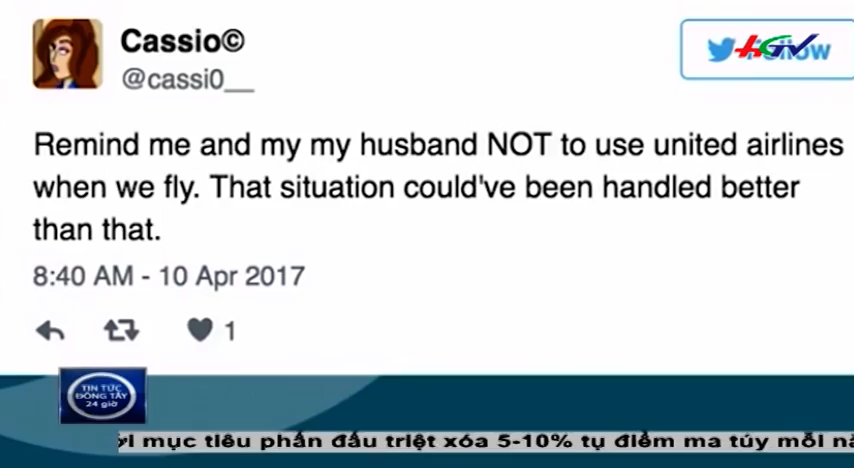 Cassio©
@cassi0__
HGV
Remind me and my my husband NOT to use united airlines
when we fly. That situation could've been handled better
than that.
8:40 AM - 10 Apr 2017
1
TIN TỨC
ĐÔNG TÂY
24 giờ
mục tiêu phấn đấu triệt xóa 5-10% tụ điểm ma túy mỗi